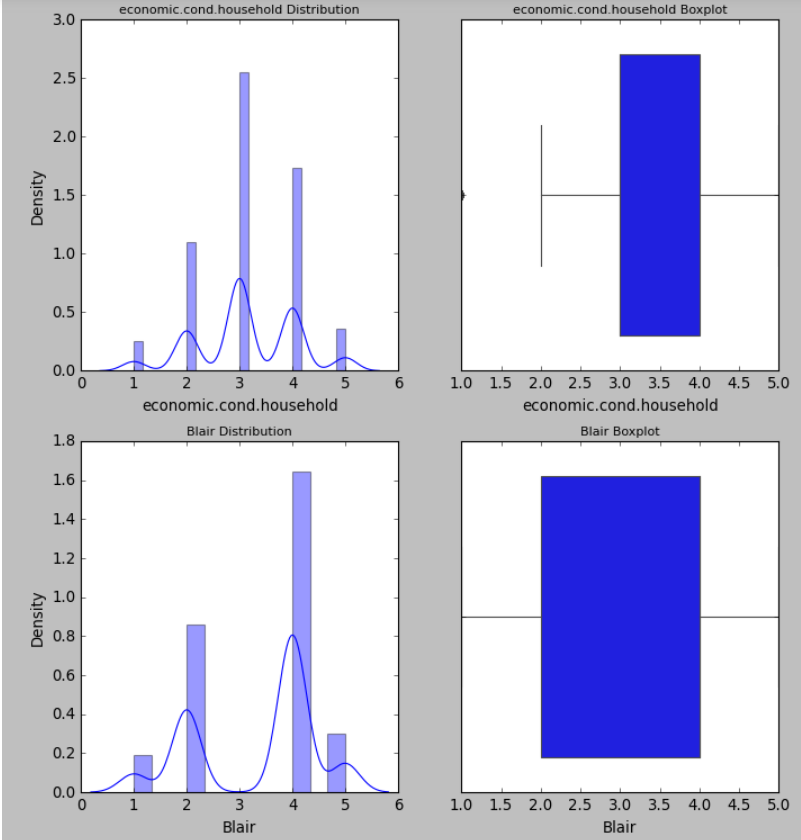 economic.cond.household Distribution
3.0
2.5
2.0
1.5
1.0
0.5
0.0
Density
0 1 2 3 4 5 6
economic.cond.household
economic.cond.household Boxplot
1.0 1.5 2.0 2.5 3.0 3.5 4.0 4.5 5.0
economic.cond.household
Blair Distribution
1.8
1.6
1.4
1.2
1.0
0.8
0.6
0.4
0.2
0.0
Density
0 1 2 3 4 5 6
Blair
Blair Boxplot
1.0 1.5 2.0 2.5 3.0 3.5 4.0 4.5 5.0
Blair